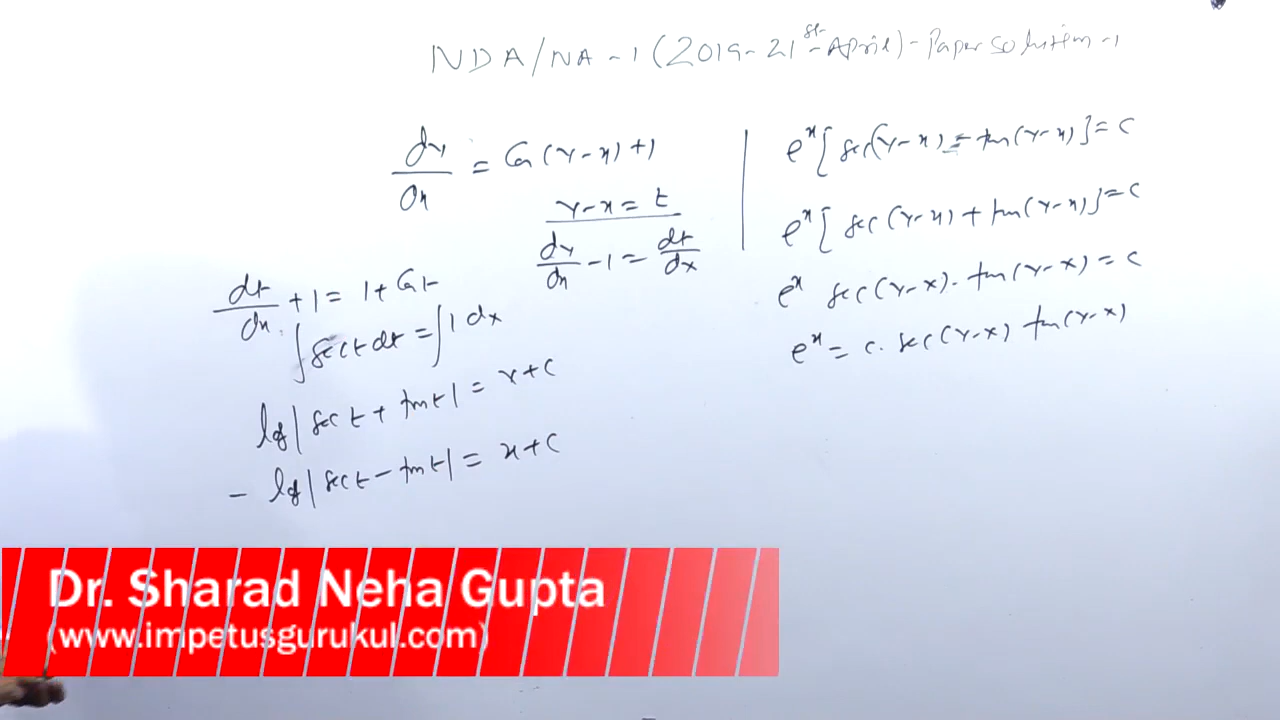 NDA/NA-1 (2019-21st-April)-Paper solution-1
dy/dx = Cos(y-x)+1
y-x = t
dy/dx - 1 = dt/dx
dt/dx + 1 = 1 + Cos t
∫ sec t dt = ∫ 1 dx
log|sec t + tan t| = x+c
- log|sec t - tan t| = x+c
e^x [sec(y-x) - tan(y-x)] = c
e^x [sec(y-x) + tan(y-x)] = c
e^x sec(y-x). tan(y-x) = c
e^x = c. sec(y-x) tan(y-x)
Dr. Sharad Neha Gupta
(www.impetusgurukul.com)